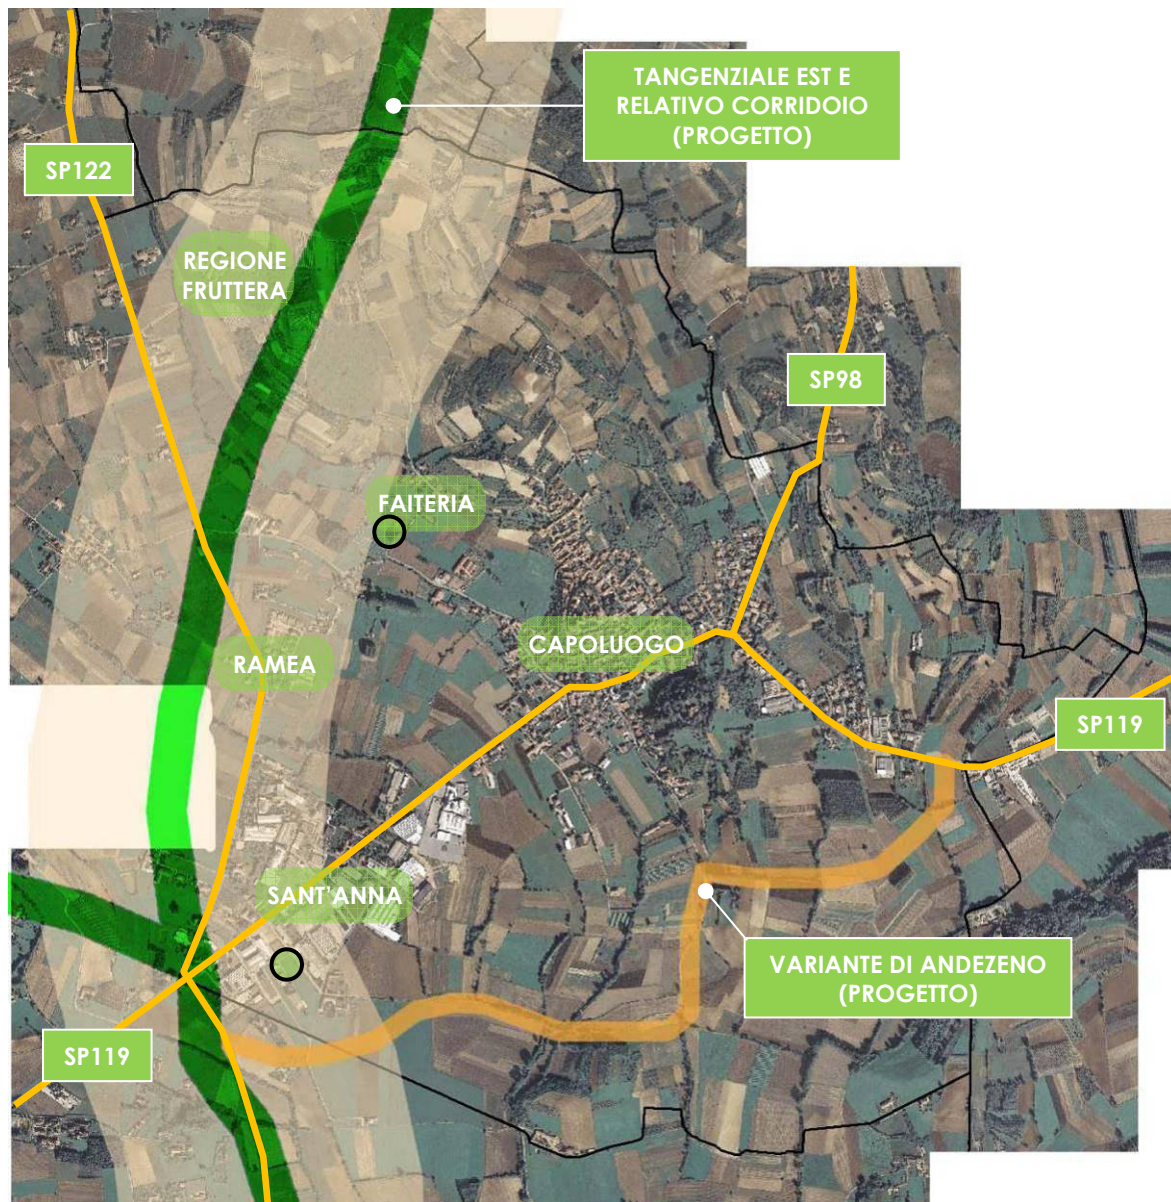 TANGENZIALE EST E
RELATIVO CORRIDOIO
(PROGETTO)
SP122
REGIONE
FRUTTERA
SP98
FAITERIA
CAPOLUOGO
RAMEA
SP119
SANT'ANNA
VARIANTE DI ANDEZENO
(PROGETTO)
SP119